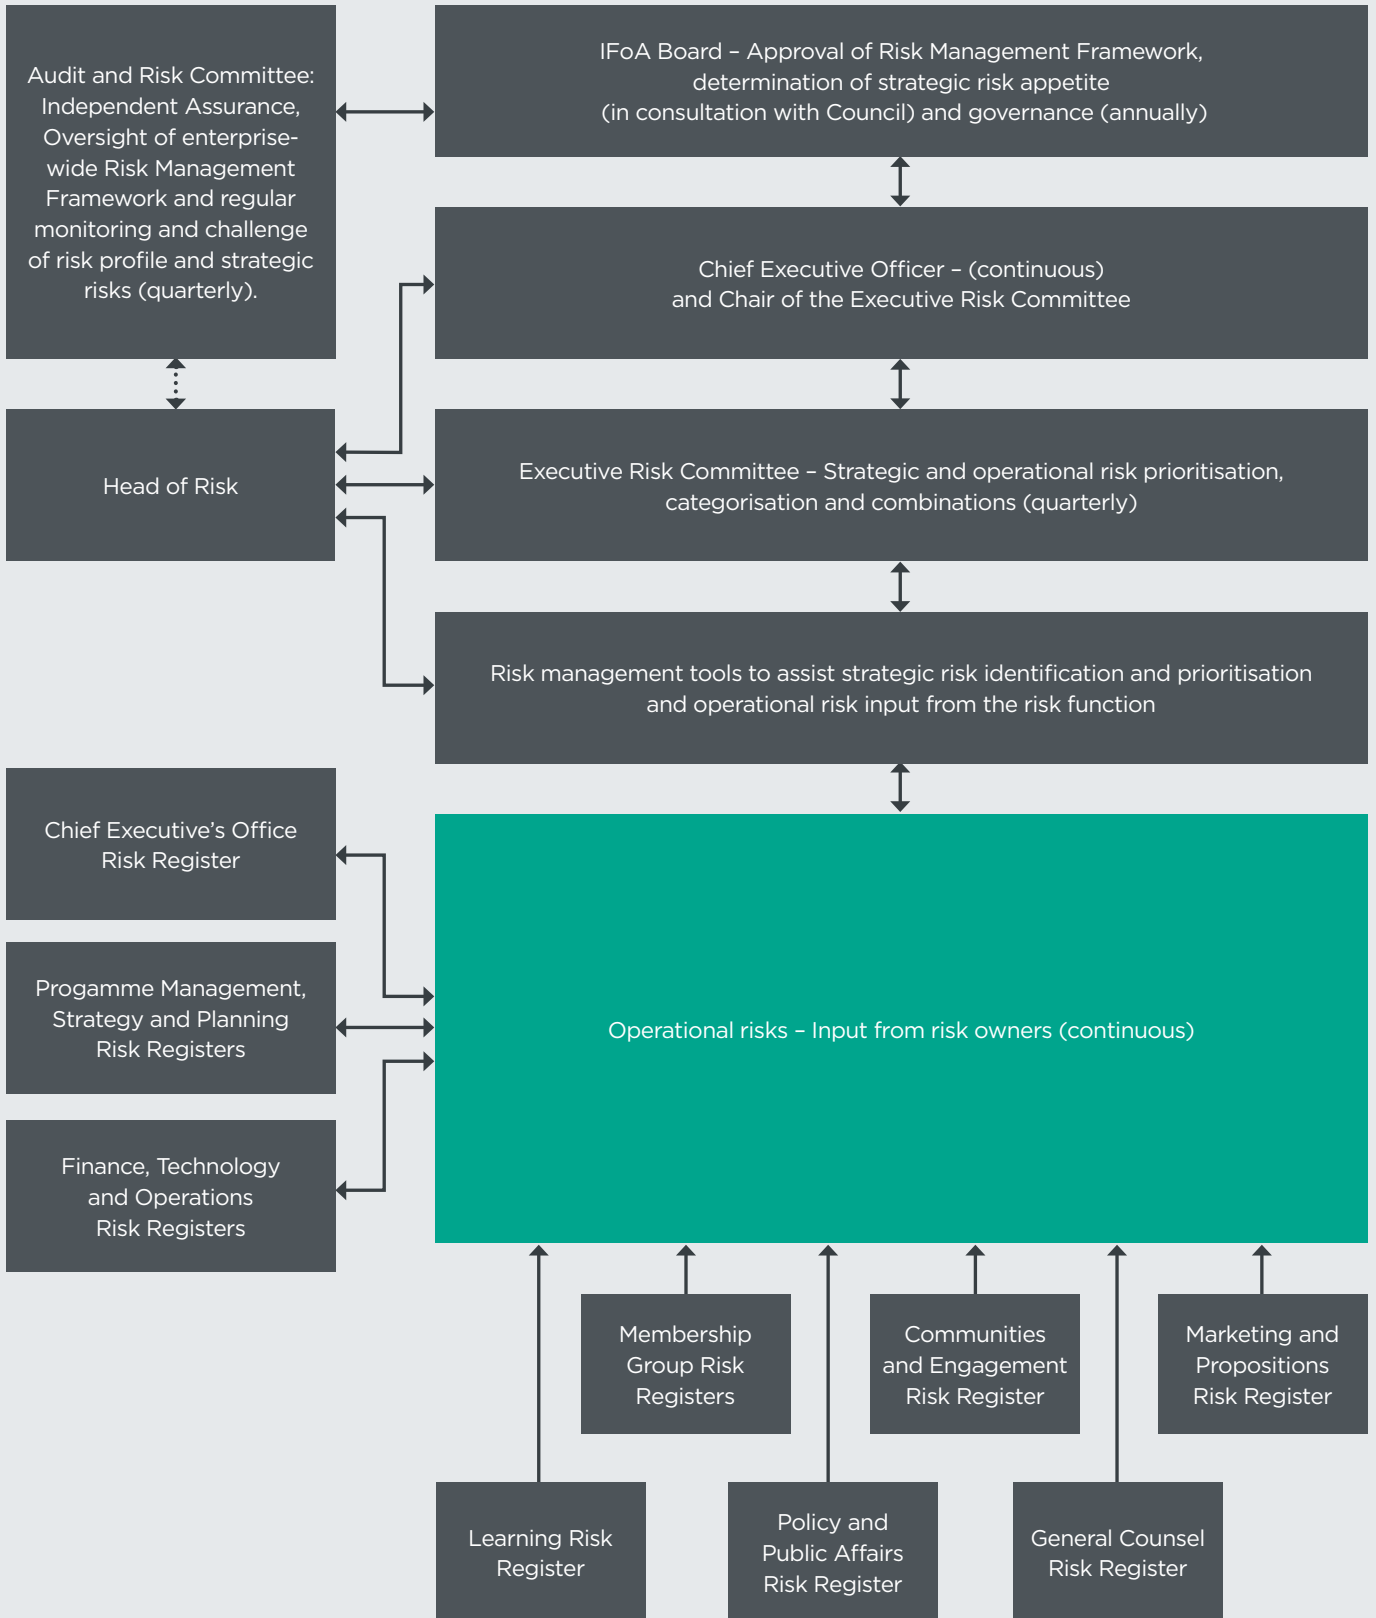 Audit and Risk Committee:
Independent Assurance,
Oversight of enterprise-
wide Risk Management
Framework and regular
monitoring and challenge
of risk profile and strategic
risks (quarterly).
IFoA Board – Approval of Risk Management Framework,
determination of strategic risk appetite
(in consultation with Council) and governance (annually)
Chief Executive Officer – (continuous)
and Chair of the Executive Risk Committee
Head of Risk
Executive Risk Committee – Strategic and operational risk prioritisation,
categorisation and combinations (quarterly)
Risk management tools to assist strategic risk identification and prioritisation
and operational risk input from the risk function
Chief Executive’s Office
Risk Register
Progamme Management,
Strategy and Planning
Risk Registers
Finance, Technology
and Operations
Risk Registers
Operational risks – Input from risk owners (continuous)
Membership
Group Risk
Registers
Communities
and Engagement
Risk Register
Marketing and
Propositions
Risk Register
Learning Risk
Register
Policy and
Public Affairs
Risk Register
General Counsel
Risk Register